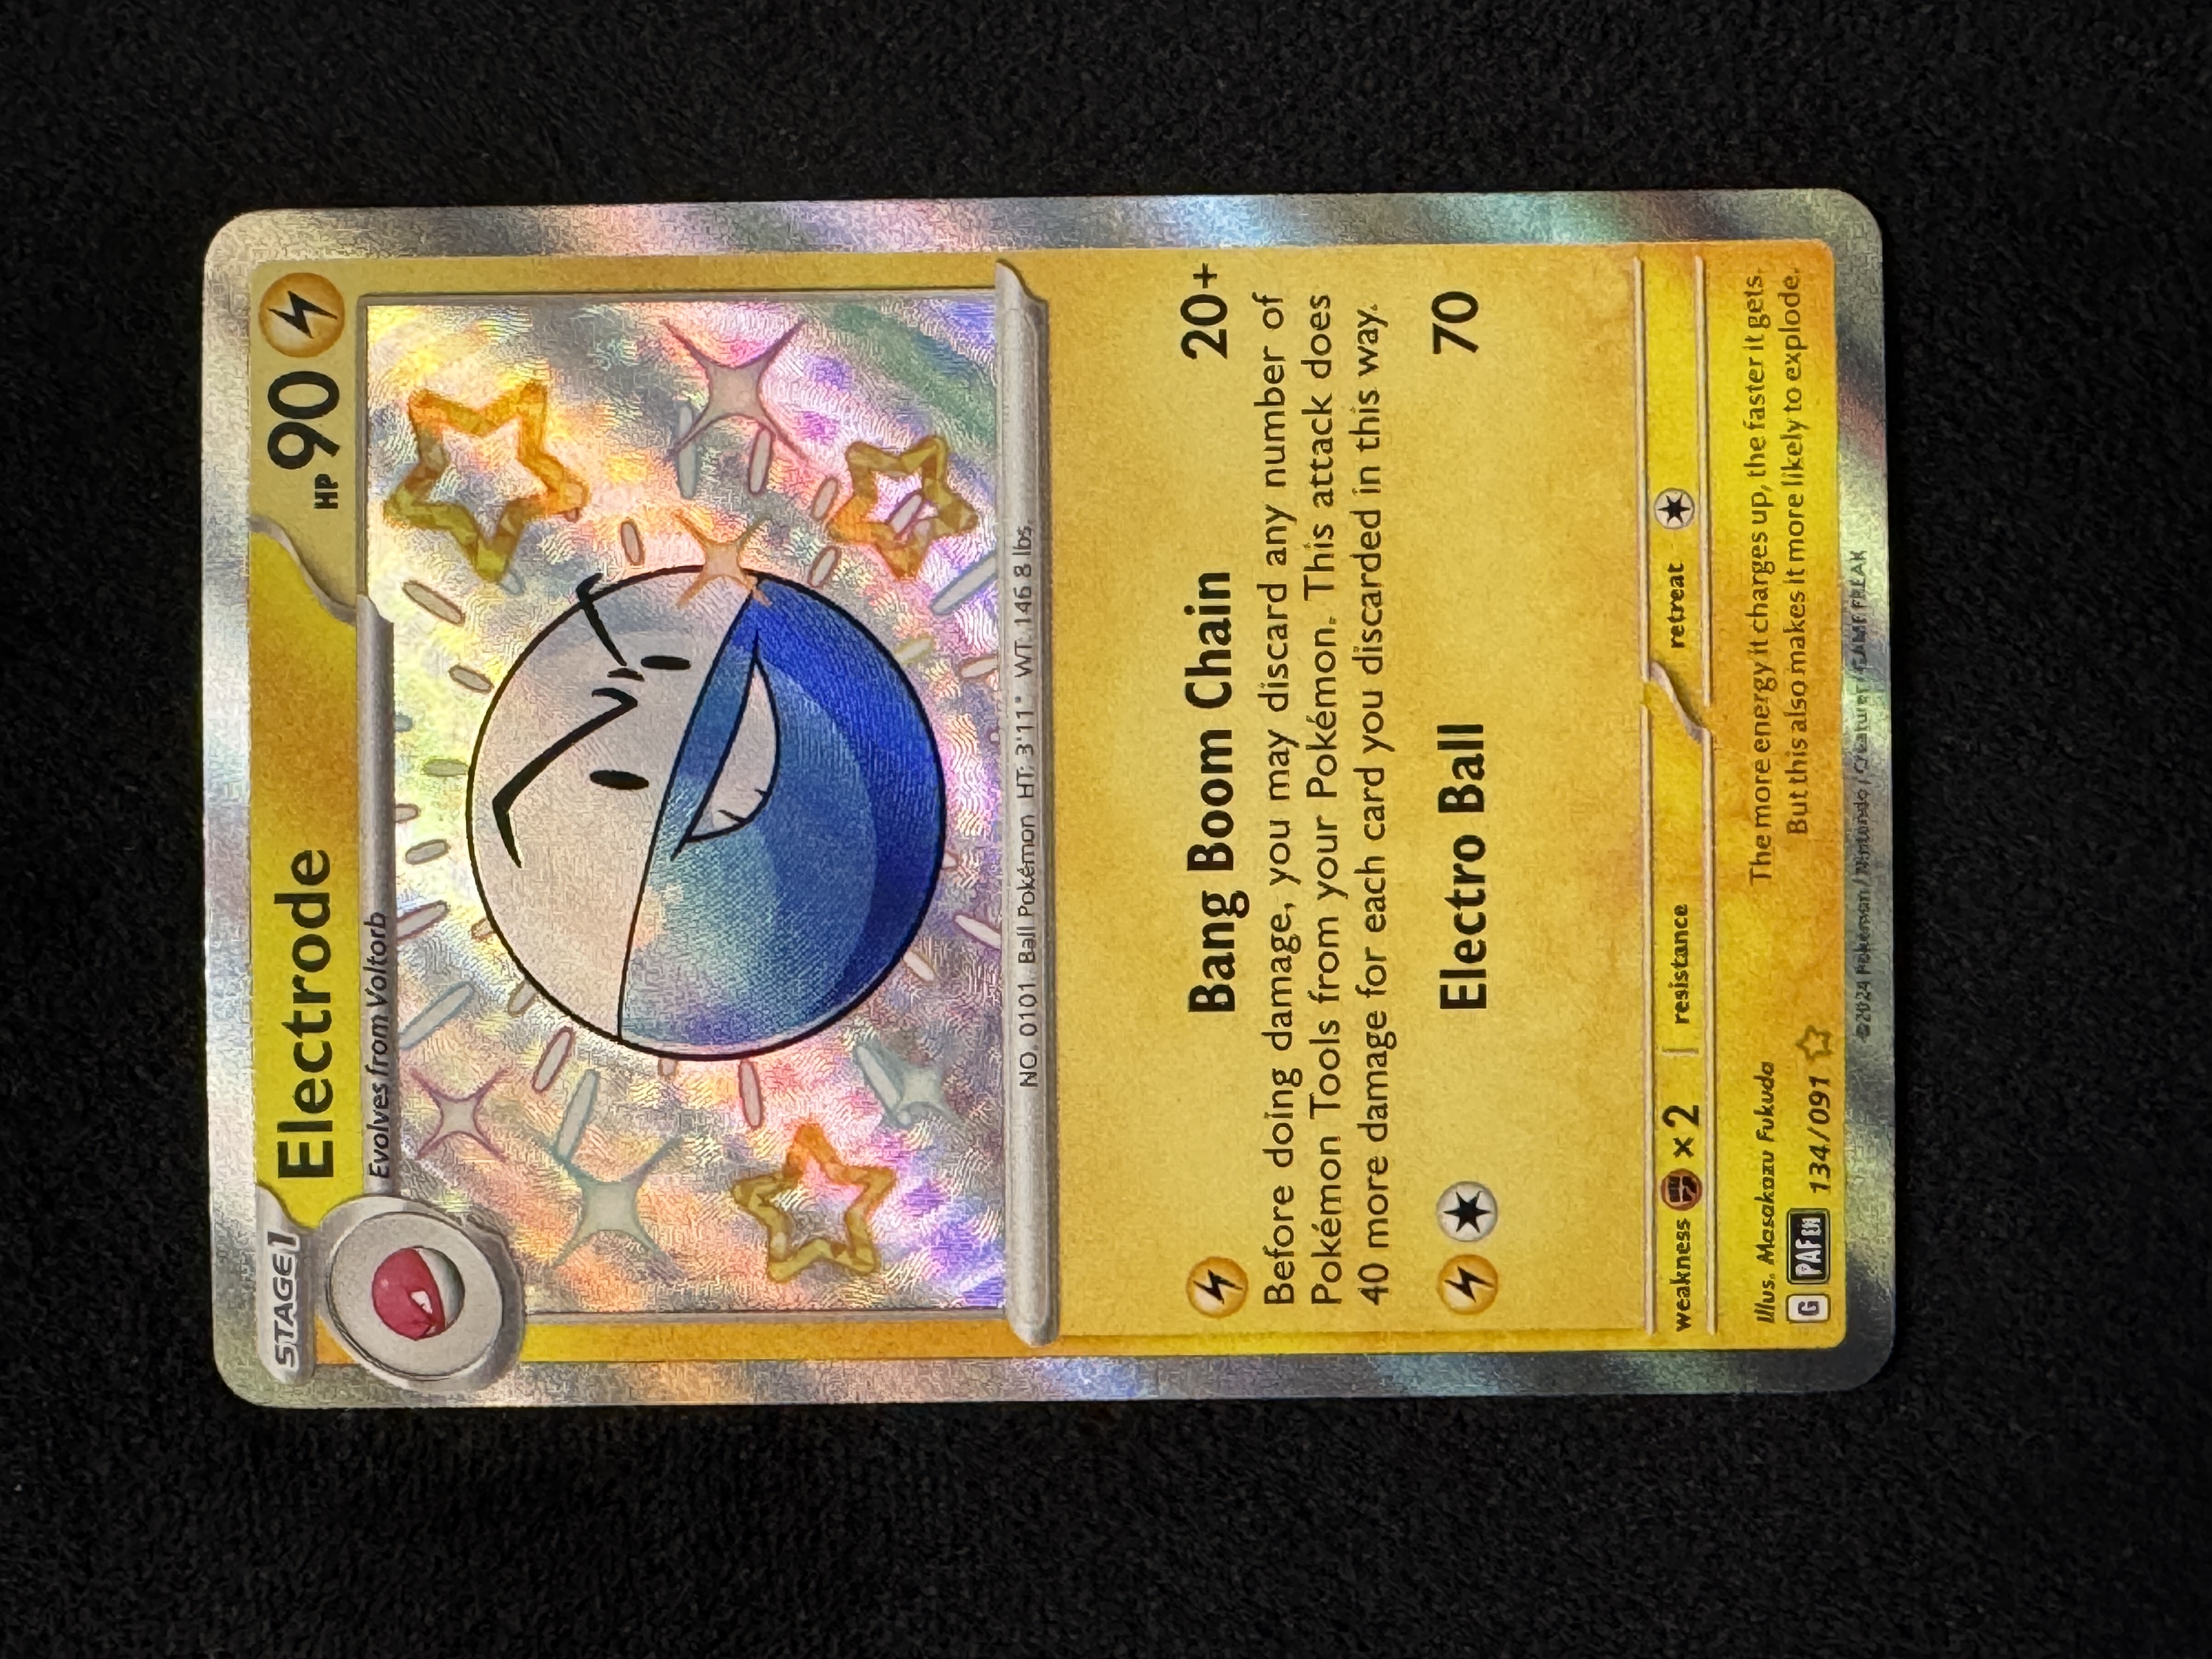 STAGE1
Electrode
HP 90
Evolves from Voltorb
NO. 0101 Ball Pokémon HT: 3'11" WT: 146.8 lbs.
Bang Boom Chain 20+
Before doing damage, you may discard any number of
Pokémon Tools from your Pokémon. This attack does
40 more damage for each card you discarded in this way.
Electro Ball 70
weakness ×2 resistance retreat
Illus. Masakazu Fukuda
The more energy it charges up, the faster it gets.
But this also makes it more likely to explode.
G PAF EN 134/091
©2024 Pokémon / Nintendo / Creatures / GAME FREAK